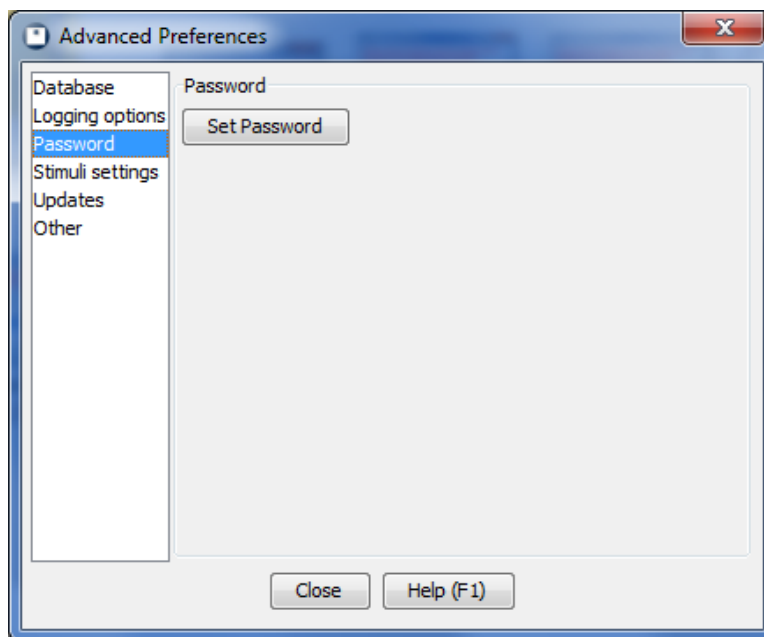 Advanced Preferences
Database
Logging options
Password
Stimuli settings
Updates
Other
Password
Set Password
Close
Help (F1)